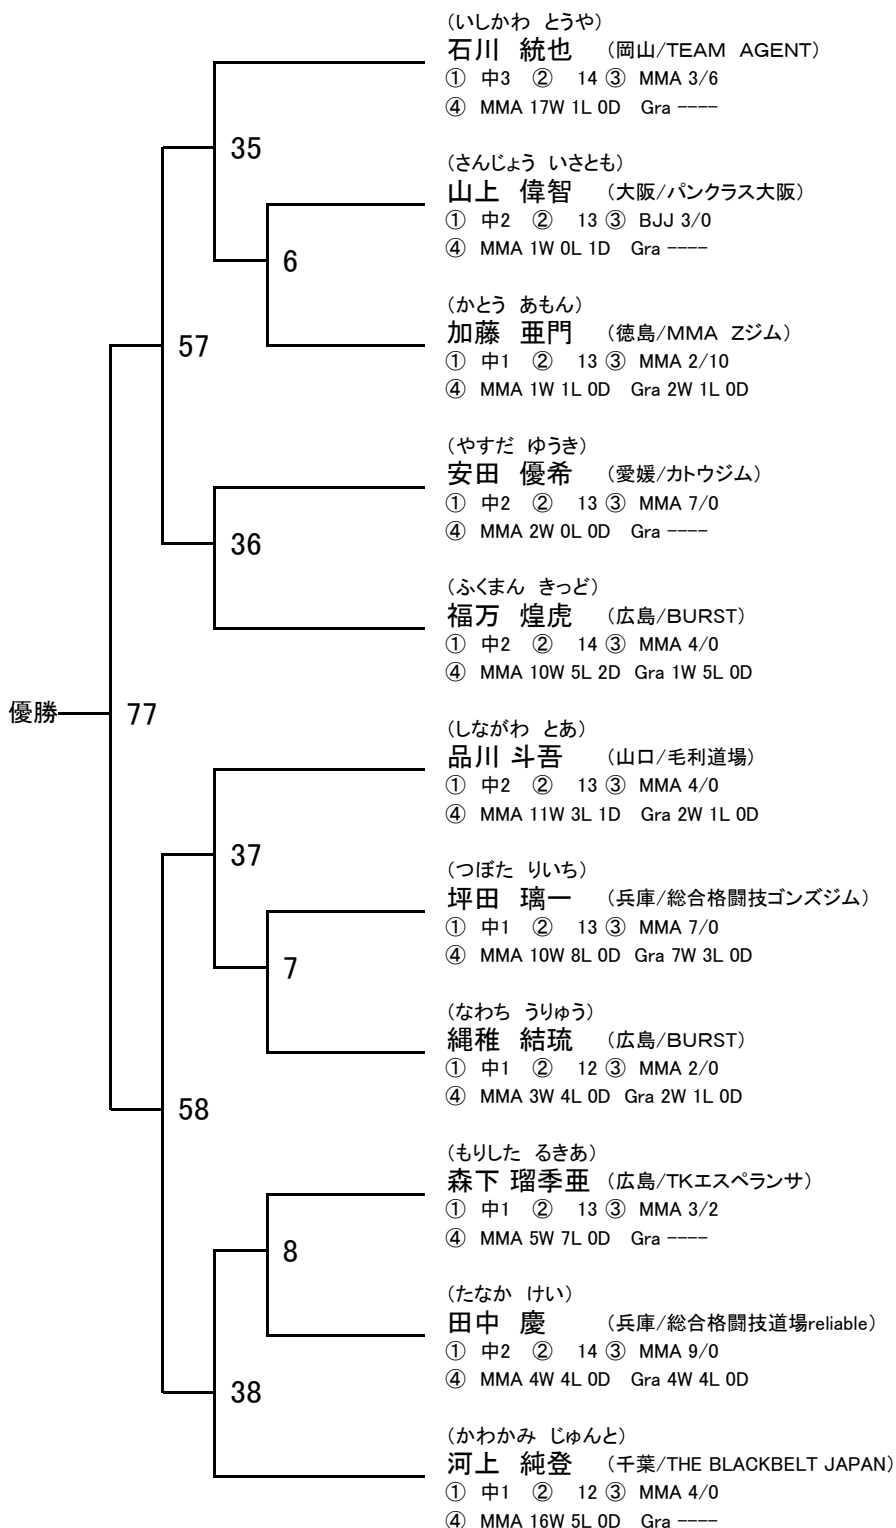 (いしかわ とうや)
石川 統也 (岡山/TEAM AGENT)
① 中3 ② 14 ③ MMA 3/6
④ MMA 17W 1L 0D Gra ----
35
(さんじょう いさとも)
山上 偉智 (大阪/パンクラス大阪)
① 中2 ② 13 ③ BJJ 3/0
④ MMA 1W 0L 1D Gra ----
6
(かとう あもん)
加藤 亜門 (徳島/MMA Zジム)
① 中1 ② 13 ③ MMA 2/10
④ MMA 1W 1L 0D Gra 2W 1L 0D
57
(やすだ ゆうき)
安田 優希 (愛媛/カトウジム)
① 中2 ② 13 ③ MMA 7/0
④ MMA 2W 0L 0D Gra ----
36
(ふくまん きっど)
福万 煌虎 (広島/BURST)
① 中2 ② 14 ③ MMA 4/0
④ MMA 10W 5L 2D Gra 1W 5L 0D
優勝 77
(しながわ とあ)
品川 斗吾 (山口/毛利道場)
① 中2 ② 13 ③ MMA 4/0
④ MMA 11W 3L 1D Gra 2W 1L 0D
37
(つぼた りいち)
坪田 璃一 (兵庫/総合格闘技ゴンズジム)
① 中1 ② 13 ③ MMA 7/0
④ MMA 10W 8L 0D Gra 7W 3L 0D
7
(なわち うりゅう)
縄稚 結琉 (広島/BURST)
① 中1 ② 12 ③ MMA 2/0
④ MMA 3W 4L 0D Gra 2W 1L 0D
58
(もりした るきあ)
森下 瑠季亜 (広島/TKエスペランサ)
① 中1 ② 13 ③ MMA 3/2
④ MMA 5W 7L 0D Gra ----
8
(たなか けい)
田中 慶 (兵庫/総合格闘技道場reliable)
① 中2 ② 14 ③ MMA 9/0
④ MMA 4W 4L 0D Gra 4W 4L 0D
38
(かわかみ じゅんと)
河上 純登 (千葉/THE BLACKBELT JAPAN)
① 中1 ② 12 ③ MMA 4/0
④ MMA 16W 5L 0D Gra ----